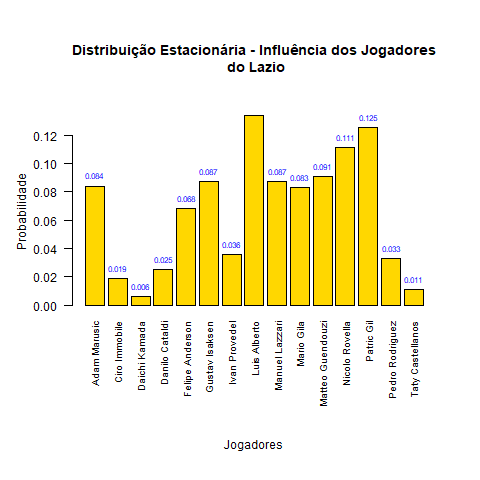 Distribuição Estacionária - Influência dos Jogadores
do Lazio
Probabilidade
0.12
0.10
0.08
0.06
0.04
0.02
0.00
0.084
0.019
0.006
0.025
0.068
0.087
0.036
0.087
0.083
0.091
0.111
0.125
0.033
0.011
Adam Marusic
Ciro Immobile
Daichi Kamada
Danilo Cataldi
Felipe Anderson
Gustav Isaksen
Ivan Provedel
Luis Alberto
Manuel Lazzari
Mario Gila
Matteo Guendouzi
Nicolo Rovella
Patric Gil
Pedro Rodriguez
Taty Castellanos
Jogadores